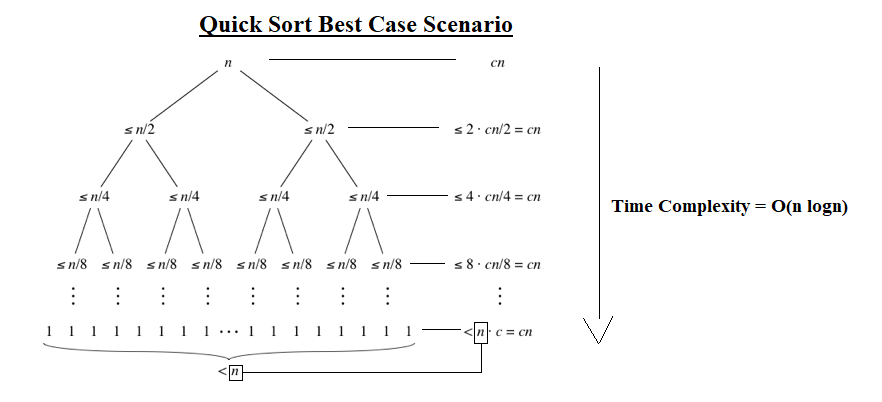 Quick Sort Best Case Scenario
n cn
≤ n/2 ≤ n/2 ≤ 2 · cn/2 = cn
≤ n/4 ≤ n/4 ≤ n/4 ≤ n/4 ≤ 4 · cn/4 = cn
Time Complexity = O(n logn)
≤ n/8 ≤ n/8 ≤ n/8 ≤ n/8 ≤ n/8 ≤ n/8 ≤ n/8 ≤ n/8 ≤ 8 · cn/8 = cn
1 1 1 1 1 1 1 1 ··· 1 1 1 1 1 1 1 1 < n · c = cn
< n